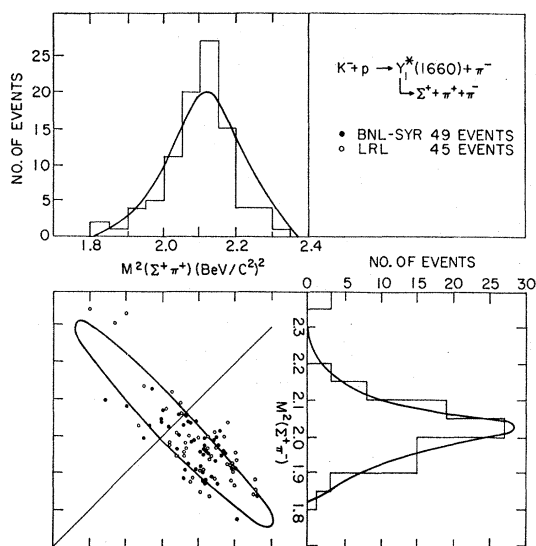 K⁻+p → Y₁*(1660)+π⁻
→Σ⁺+π⁺+π⁻
• BNL-SYR 49 EVENTS
○ LRL 45 EVENTS
NO. OF EVENTS
25
20
15
10
5
0
1.8 2.0 2.2 2.4
M²(Σ⁺π⁺)(BeV/C²)²
NO. OF EVENTS
0 5 10 15 20 25 30
2.3
2.2
2.1
2.0
1.9
1.8
M²(Σ⁺π⁻)